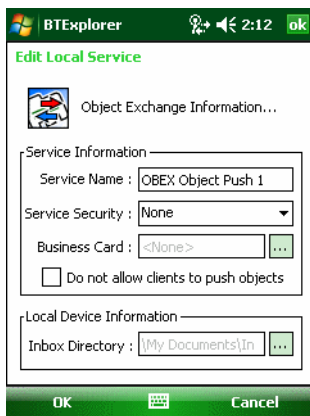 BTExplorer 2:12 ok
Edit Local Service
Object Exchange Information...
Service Information
Service Name : OBEX Object Push 1
Service Security : None
Business Card : <None> ...
Do not allow clients to push objects
Local Device Information
Inbox Directory : \My Documents\In ...
OK Cancel